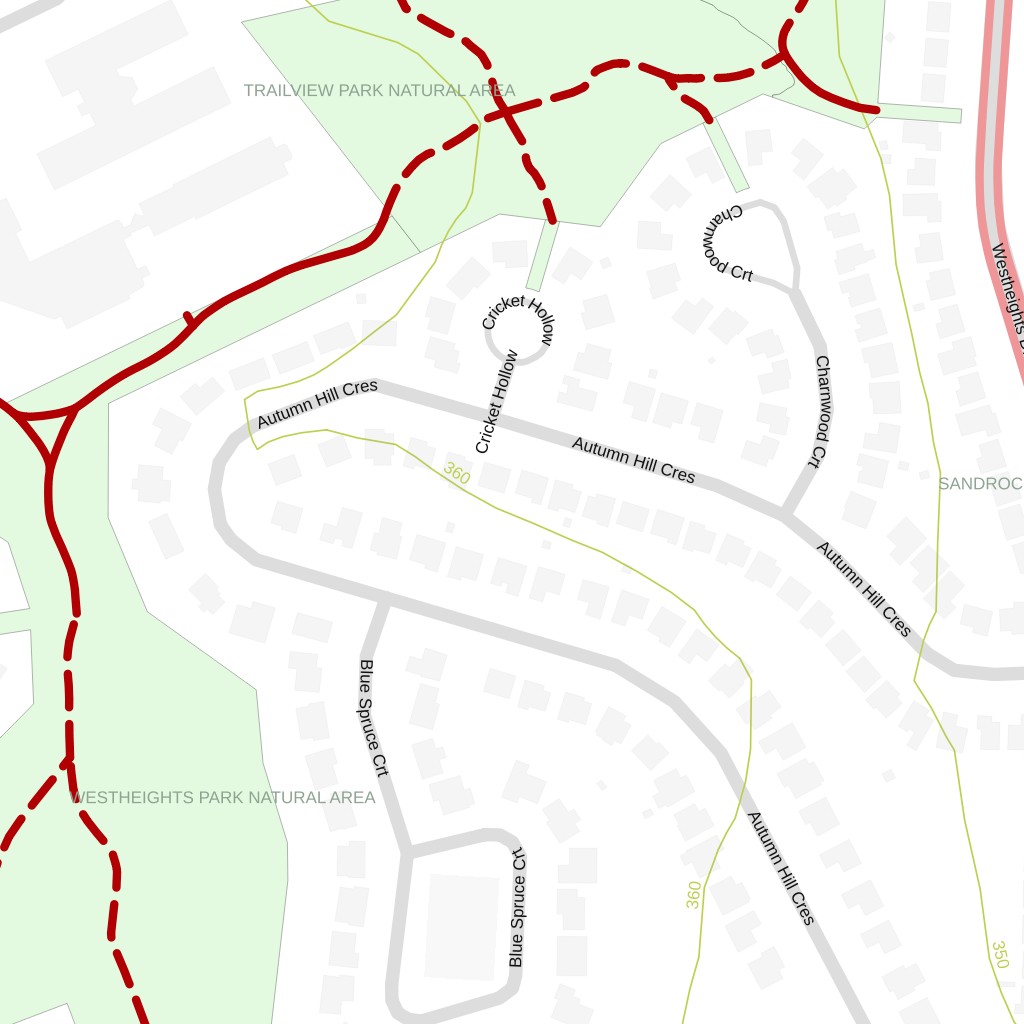 TRAILVIEW PARK NATURAL AREA
Charnwood Crt
Westheights D
Cricket Hollow
Cricket Hollow
Autumn Hill Cres
Charnwood Crt
Autumn Hill Cres
360
SANDROC
Autumn Hill Cres
Blue Spruce Crt
WESTHEIGHTS PARK NATURAL AREA
Autumn Hill Cres
Blue Spruce Crt
360
350